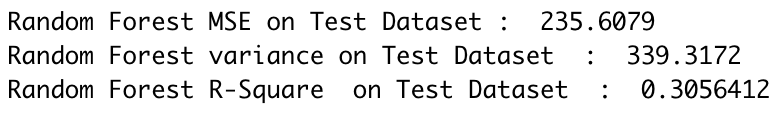 Random Forest MSE on Test Dataset :  235.6079
Random Forest variance on Test Dataset  :  339.3172
Random Forest R-Square  on Test Dataset  :  0.3056412